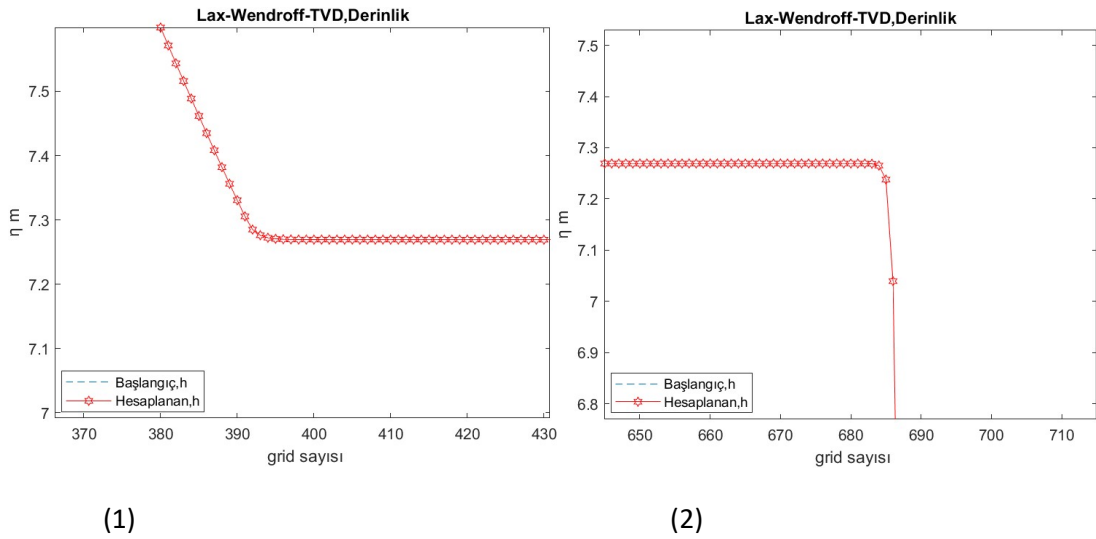 Lax-Wendroff-TVD,Derinlik
7.5
7.4
7.3
7.2
7.1
7
η m
Başlangıç,h
Hesaplanan,h
370 380 390 400 410 420 430
grid sayısı
(1)
Lax-Wendroff-TVD,Derinlik
7.5
7.4
7.3
7.2
7.1
7
6.9
6.8
η m
Başlangıç,h
Hesaplanan,h
650 660 670 680 690 700 710
grid sayısı
(2)